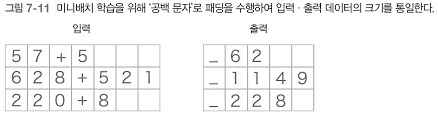 그림 7-11 미니배치 학습을 위해 '공백 문자'로 패딩을 수행하여 입력·출력 데이터의 크기를 통일한다.
입력 출력
5 7 + 5 _ 6 2
6 2 8 + 5 2 1 _ 1 1 4 9
2 2 0 + 8 _ 2 2 8